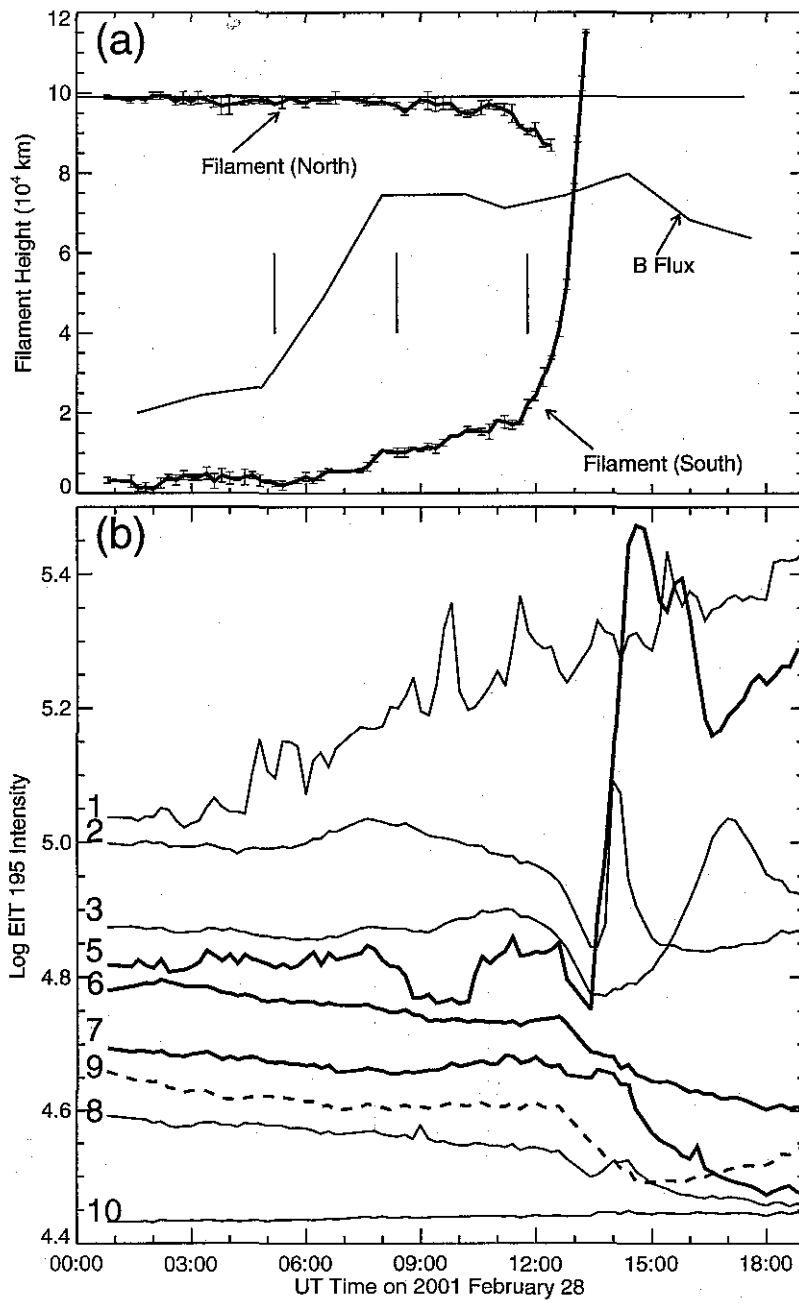 (a)
12
10
8
6
4
2
0
Filament Height (10⁴ km)
Filament (North)
B Flux
Filament (South)
(b)
5.4
5.2
5.0
4.8
4.6
4.4
Log EIT 195 Intensity
1
2
3
5
6
7
9
8
10
00:00 03:00 06:00 09:00 12:00 15:00 18:00
UT Time on 2001 February 28